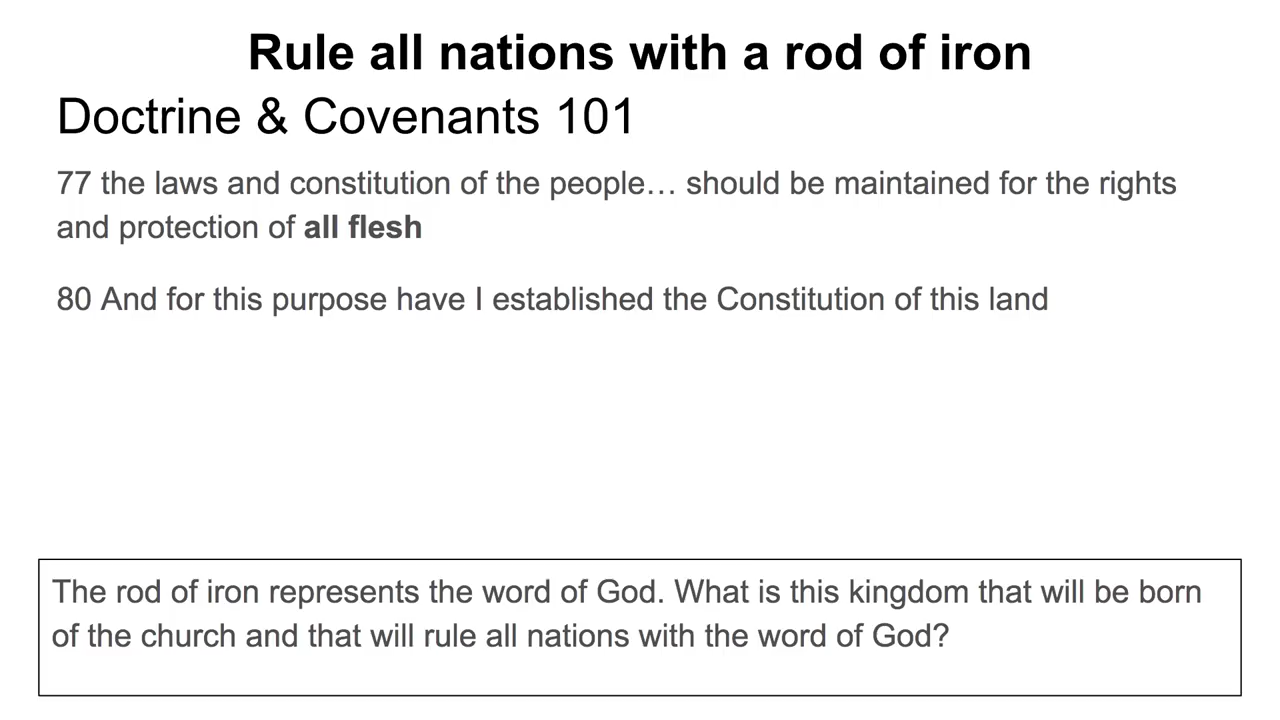 Rule all nations with a rod of iron
Doctrine & Covenants 101
77 the laws and constitution of the people… should be maintained for the rights
and protection of all flesh
80 And for this purpose have I established the Constitution of this land
The rod of iron represents the word of God. What is this kingdom that will be born
of the church and that will rule all nations with the word of God?